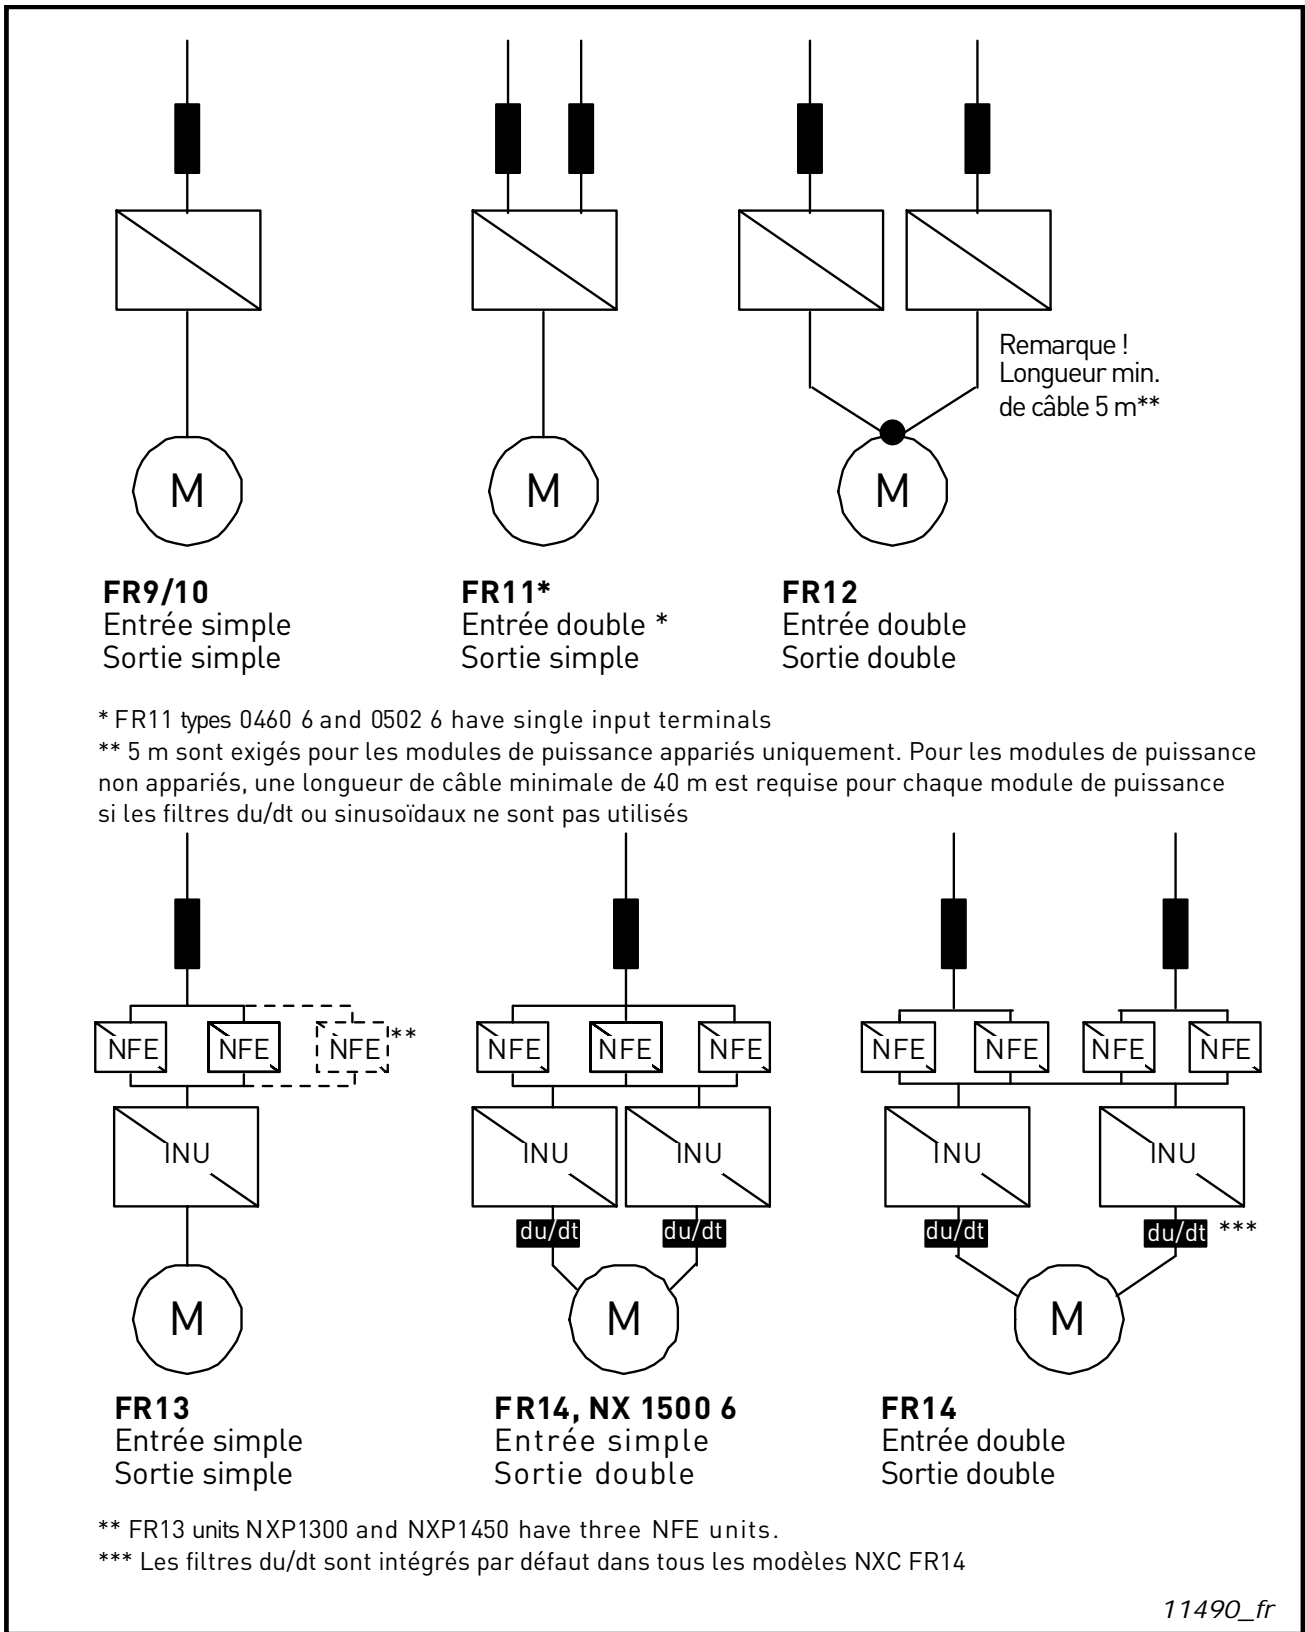 Remarque !
Longueur min.
de câble 5 m**
M
M
M
FR9/10
Entrée simple
Sortie simple
FR11*
Entrée double *
Sortie simple
FR12
Entrée double
Sortie double
* FR11 types 0460 6 and 0502 6 have single input terminals
** 5 m sont exigés pour les modules de puissance appariés uniquement. Pour les modules de puissance
non appariés, une longueur de câble minimale de 40 m est requise pour chaque module de puissance
si les filtres du/dt ou sinusoïdaux ne sont pas utilisés
NFE
NFE
NFE
**
INU
M
FR13
Entrée simple
Sortie simple
NFE
NFE
NFE
INU
INU
du/dt
du/dt
M
FR14, NX 1500 6
Entrée simple
Sortie double
NFE
NFE
NFE
NFE
INU
INU
du/dt
du/dt ***
M
FR14
Entrée double
Sortie double
** FR13 units NXP1300 and NXP1450 have three NFE units.
*** Les filtres du/dt sont intégrés par défaut dans tous les modèles NXC FR14
11490_fr